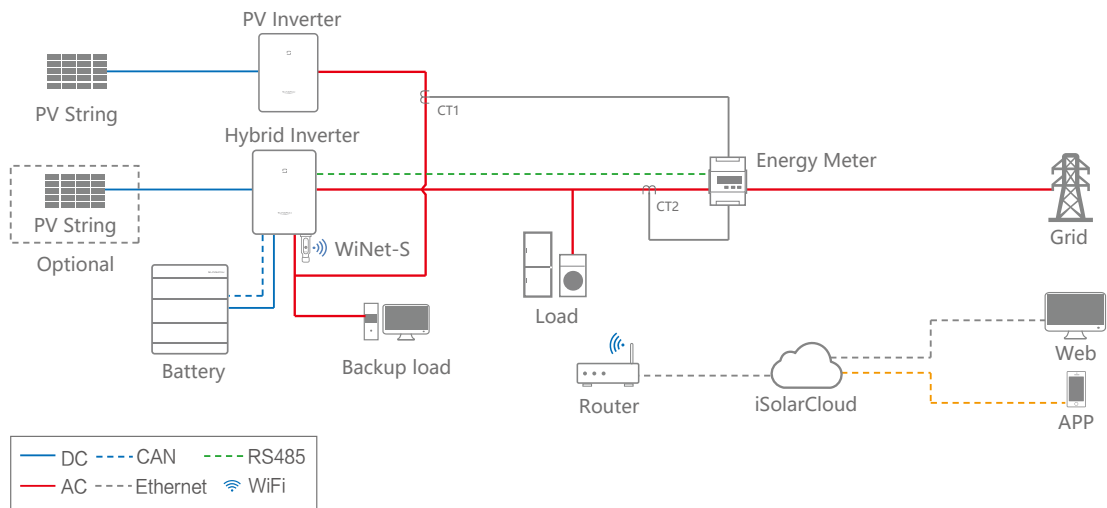 PV Inverter
PV String
CT1
Hybrid Inverter
Energy Meter
PV String
CT2
Optional
WiNet-S
Grid
Load
Battery
Backup load
Router
iSolarCloud
Web
APP
DC CAN RS485
AC Ethernet WiFi